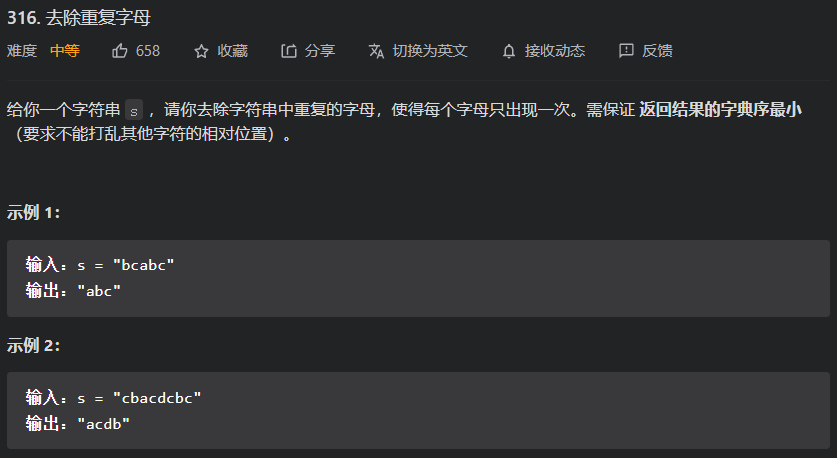 316. 去除重复字母
难度 中等 658 收藏 分享 切换为英文 接收动态 反馈
给你一个字符串 s ，请你去除字符串中重复的字母，使得每个字母只出现一次。需保证 返回结果的字典序最小
（要求不能打乱其他字符的相对位置）。
示例 1：
输入：s = "bcabc"
输出："abc"
示例 2：
输入：s = "cbacdcbc"
输出："acdb"